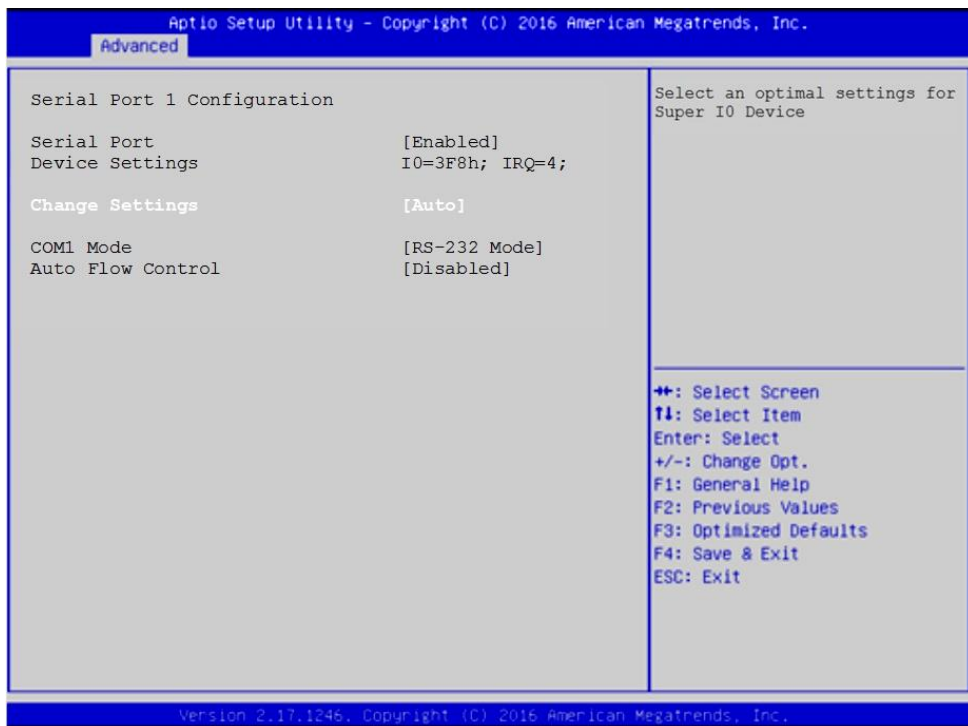 Aptio Setup Utility - Copyright (C) 2016 American Megatrends, Inc.
Advanced
Serial Port 1 Configuration
Serial Port [Enabled]
Device Settings IO=3F8h; IRQ=4;
Change Settings [Auto]
COM1 Mode [RS-232 Mode]
Auto Flow Control [Disabled]
Select an optimal settings for
Super IO Device
→←: Select Screen
↑↓: Select Item
Enter: Select
+/-: Change Opt.
F1: General Help
F2: Previous Values
F3: Optimized Defaults
F4: Save & Exit
ESC: Exit
Version 2.17.1246. Copyright (C) 2016 American Megatrends, Inc.